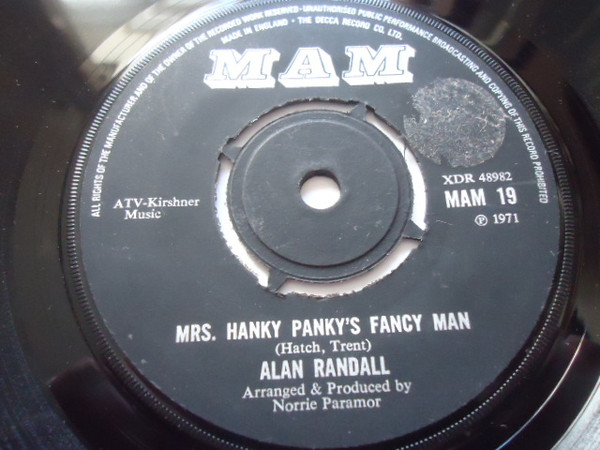 ALL RIGHTS OF THE MANUFACTURER AND OF THE OWNER OF THE RECORDED WORK RESERVED · UNAUTHORISED PUBLIC PERFORMANCE BROADCASTING AND COPYING OF THIS RECORD PROHIBITED
MADE IN ENGLAND · THE DECCA RECORD CO. LTD.
MAM
XDR 48982
MAM 19
℗ 1971
ATV-Kirshner
Music
MRS. HANKY PANKY'S FANCY MAN
(Hatch, Trent)
ALAN RANDALL
Arranged & Produced by
Norrie Paramor